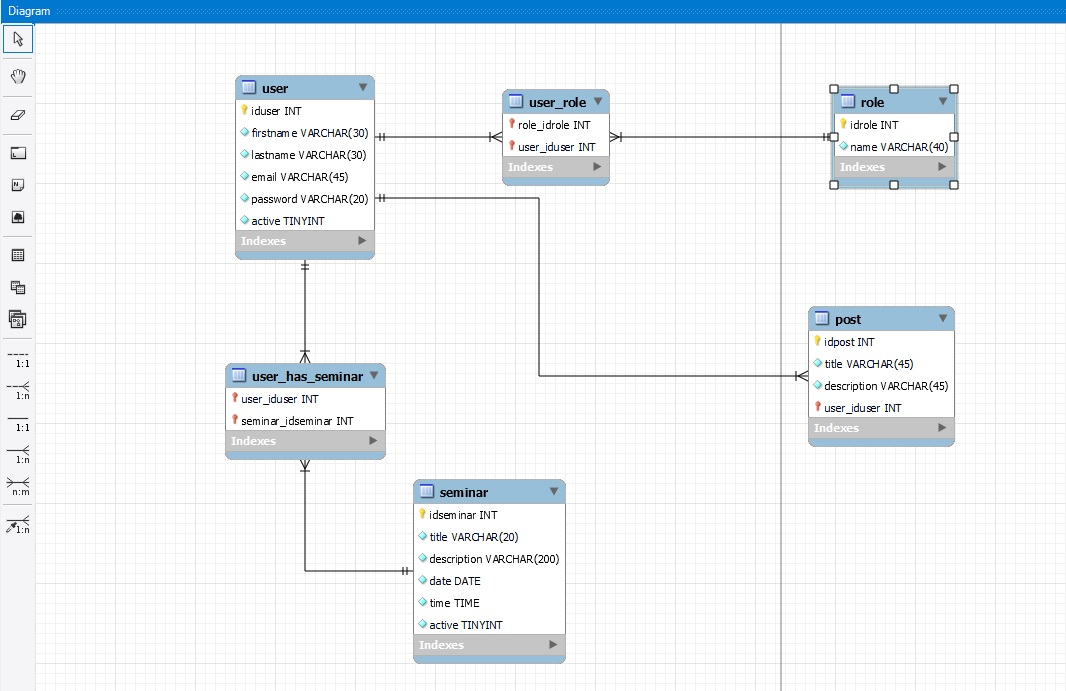 Diagram
1:1
1:n
1:1
1:n
n:m
1:n
user
iduser INT
firstname VARCHAR(30)
lastname VARCHAR(30)
email VARCHAR(45)
password VARCHAR(20)
active TINYINT
Indexes
user_role
role_idrole INT
user_iduser INT
Indexes
role
idrole INT
name VARCHAR(40)
Indexes
post
idpost INT
title VARCHAR(45)
description VARCHAR(45)
user_iduser INT
Indexes
user_has_seminar
user_iduser INT
seminar_idseminar INT
Indexes
seminar
idseminar INT
title VARCHAR(20)
description VARCHAR(200)
date DATE
time TIME
active TINYINT
Indexes